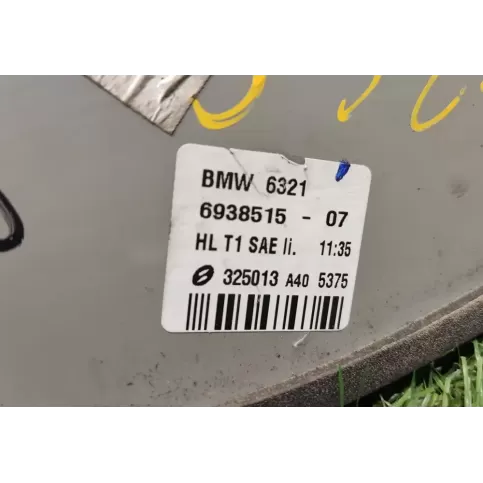 BMW 6321
6938515 - 07
HL T1 SAE li. 11:35
325013 A40 5375